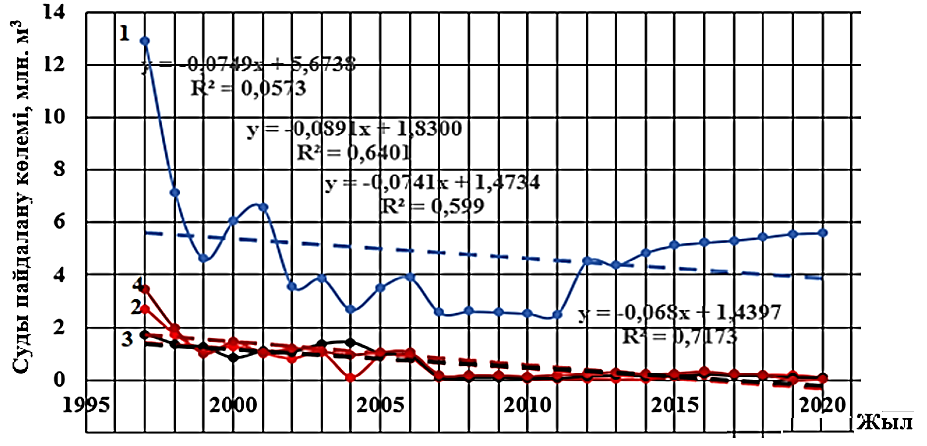 Суды пайдалану көлемі, млн. м³
14
12
10
8
6
4
2
0
1
4
2
3
y = -0,0749x + 5,6738
R² = 0,0573
y = -0,0891x + 1,8300
R² = 0,6401
y = -0,0741x + 1,4734
R² = 0,599
y = -0,068x + 1,4397
R² = 0,7173
1995 2000 2005 2010 2015 2020
Жыл